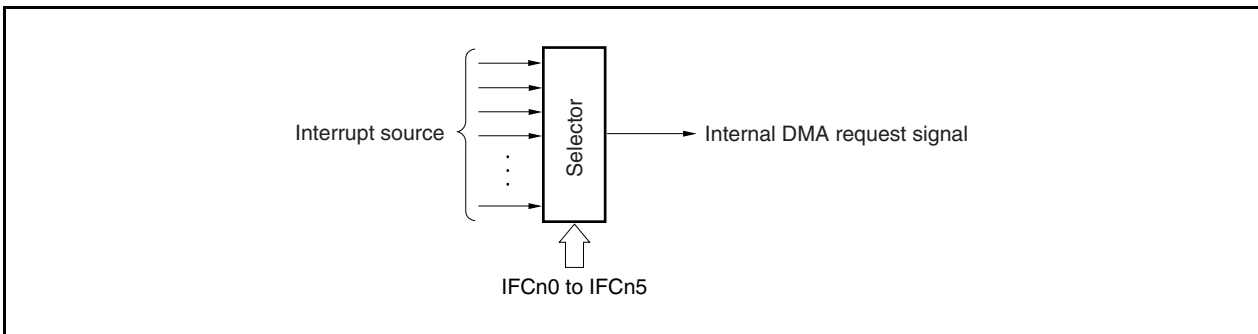 Interrupt source
Selector
Internal DMA request signal
IFCn0 to IFCn5